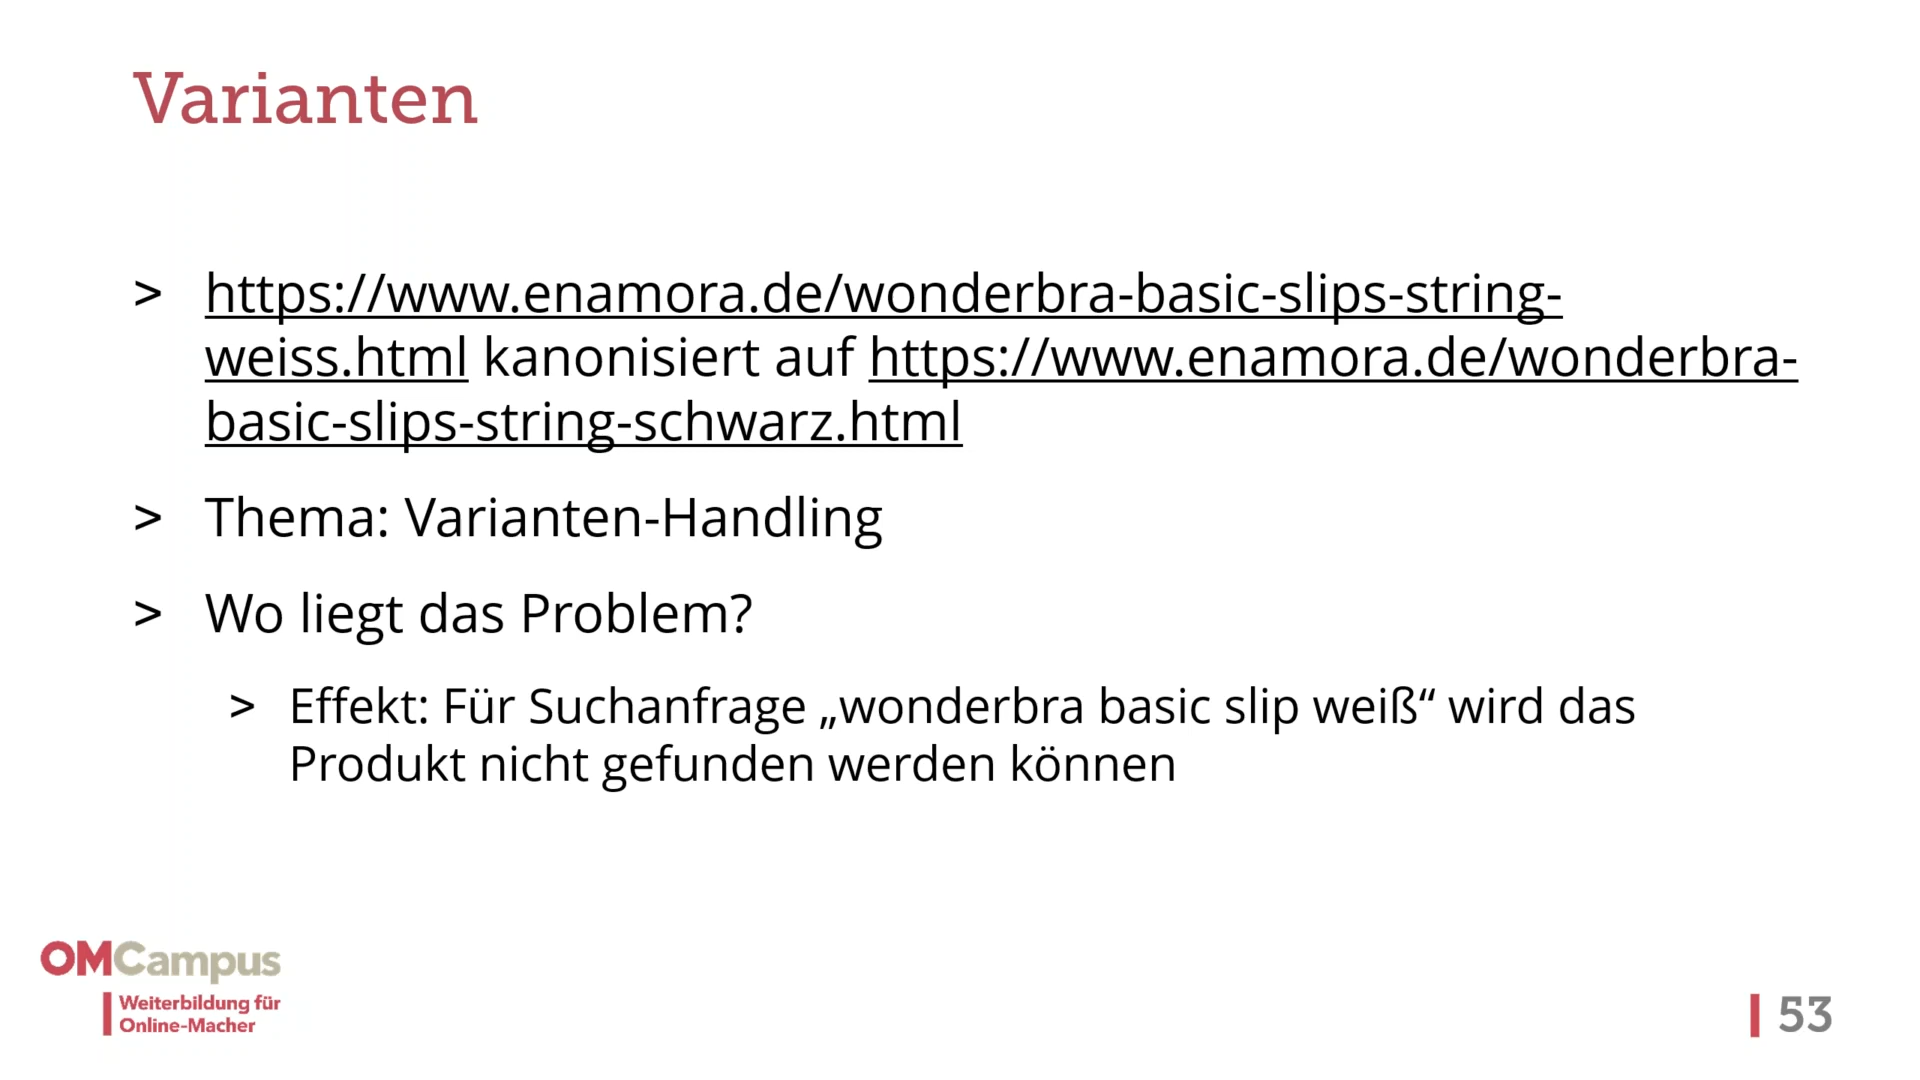 Varianten
> https://www.enamora.de/wonderbra-basic-slips-string-
weiss.html kanonisiert auf https://www.enamora.de/wonderbra-
basic-slips-string-schwarz.html
> Thema: Varianten-Handling
> Wo liegt das Problem?
> Effekt: Für Suchanfrage „wonderbra basic slip weiß“ wird das
Produkt nicht gefunden werden können
OMCampus
Weiterbildung für
Online-Macher
53